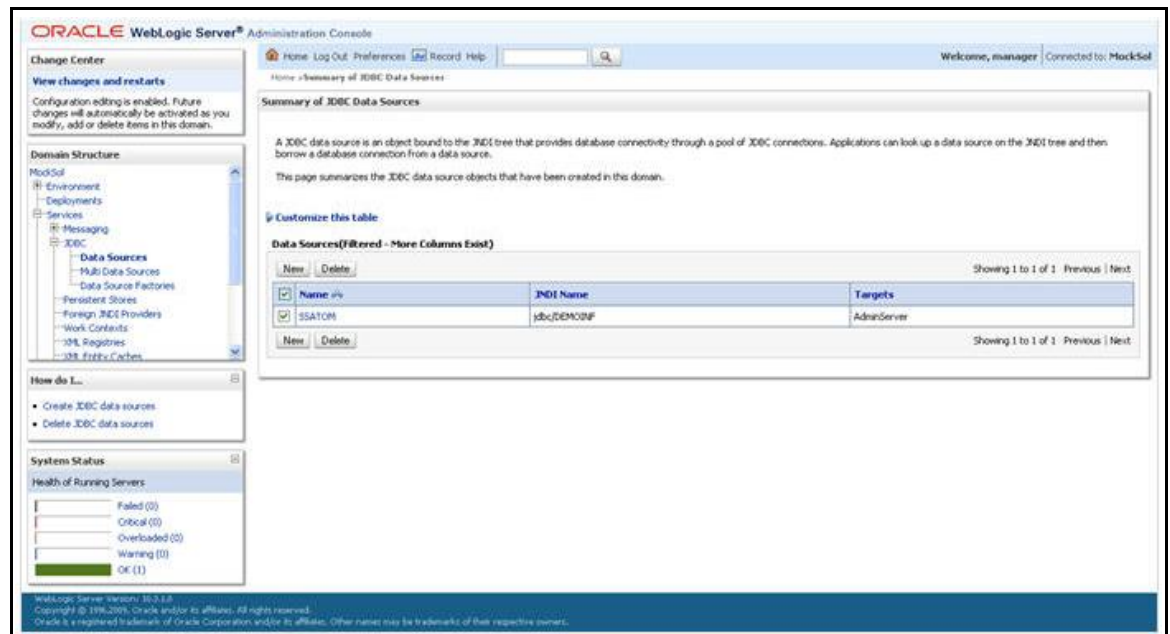 ORACLE WebLogic Server® Administration Console
Change Center
View changes and restarts
Configuration editing is enabled. Future
changes will automatically be activated as you
modify, add or delete items in this domain.
Domain Structure
MockSol
Environment
Deployments
Services
Messaging
JDBC
Data Sources
Multi Data Sources
Data Source Factories
Persistent Stores
Foreign JNDI Providers
Work Contexts
XML Registries
XML Entity Caches
How do I...
Create JDBC data sources
Delete JDBC data sources
System Status
Health of Running Servers
Failed (0)
Critical (0)
Overloaded (0)
Warning (0)
OK (1)
Home Log Out Preferences Record Help
Welcome, manager Connected to: MockSol
Home >Summary of JDBC Data Sources
Summary of JDBC Data Sources
A JDBC data source is an object bound to the JNDI tree that provides database connectivity through a pool of JDBC connections. Applications can look up a data source on the JNDI tree and then
borrow a database connection from a data source.
This page summarizes the JDBC data source objects that have been created in this domain.
Customize this table
Data Sources(Filtered - More Columns Exist)
New Delete Showing 1 to 1 of 1 Previous | Next
Name JNDI Name Targets
SSATOM jdbc/DEMOINF AdminServer
New Delete Showing 1 to 1 of 1 Previous | Next
WebLogic Server Version: 10.3.1.0
Copyright © 1996,2009, Oracle and/or its affiliates. All rights reserved.
Oracle is a registered trademark of Oracle Corporation and/or its affiliates. Other names may be trademarks of their respective owners.